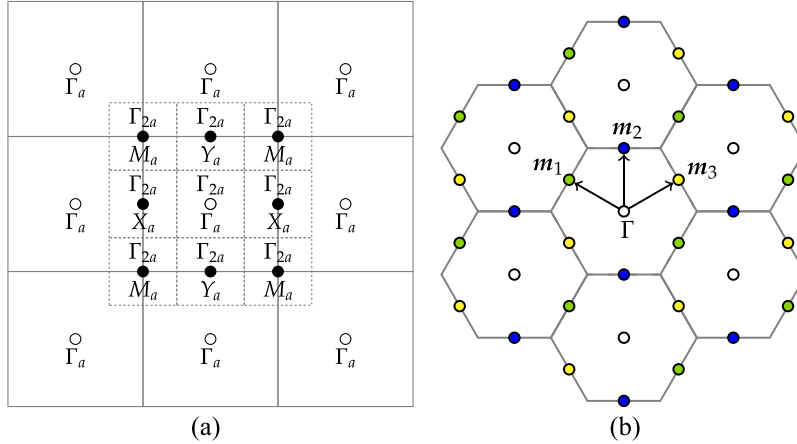 Γa Γa Γa
Γ2a Γ2a Γ2a
Ma Ya Ma
Γ2a Γ2a Γ2a
Γa Xa Γa Xa Γa
Γ2a Γ2a Γ2a
Ma Ya Ma
Γa Γa Γa
(a)
m2
m1 m3
Γ
(b)